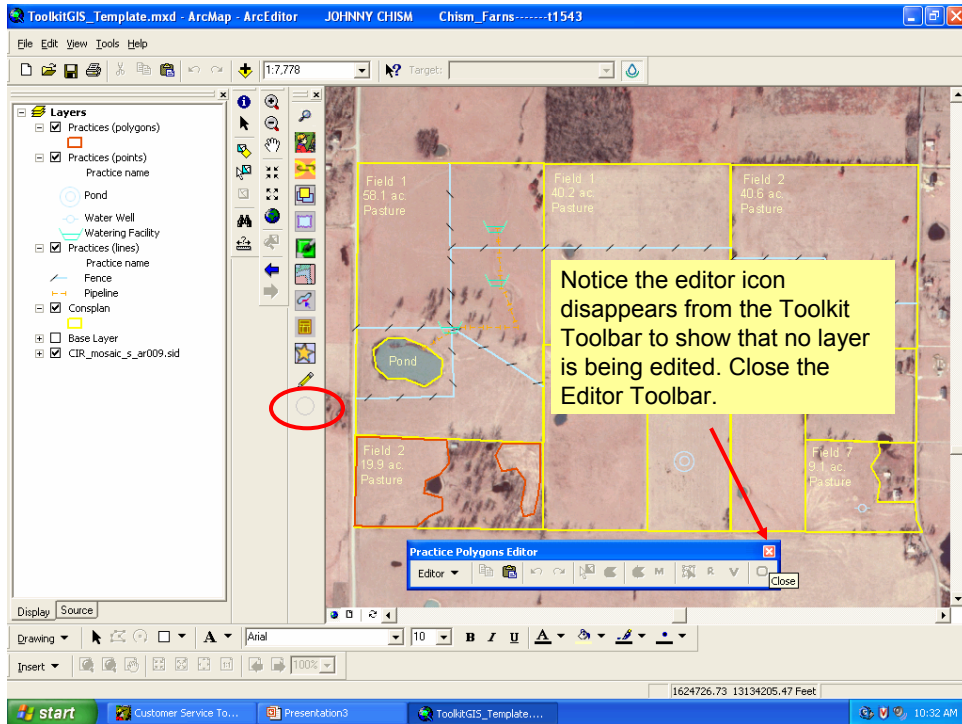 ToolkitGIS_Template.mxd - ArcMap - ArcEditor JOHNNY CHISM Chism_Farns-------t1543
File Edit View Tools Help
1:7,778
Target:
Layers
Practices (polygons)
Practices (points)
Practice name
Pond
Water Well
Watering Facility
Practices (lines)
Practice name
Fence
Pipeline
Consplan
Base Layer
CIR_mosaic_s_ar009.sid
Display Source
Field 1
58.1 ac.
Pasture
Field 1
40.2 ac.
Pasture
Field 2
40.6 ac.
Pasture
Notice the editor icon
disappears from the Toolkit
Toolbar to show that no layer
is being edited. Close the
Editor Toolbar.
Pond
Field 2
19.9 ac.
Pasture
Field 7
9.1 ac.
Pasture
Practice Polygons Editor
Editor M R V
Close
Drawing A Arial 10 B I U A
Insert 1:1 100%
1624726.73 13134205.47 Feet
start Customer Service To... Presentation3 ToolkitGIS_Template.... 10:32 AM